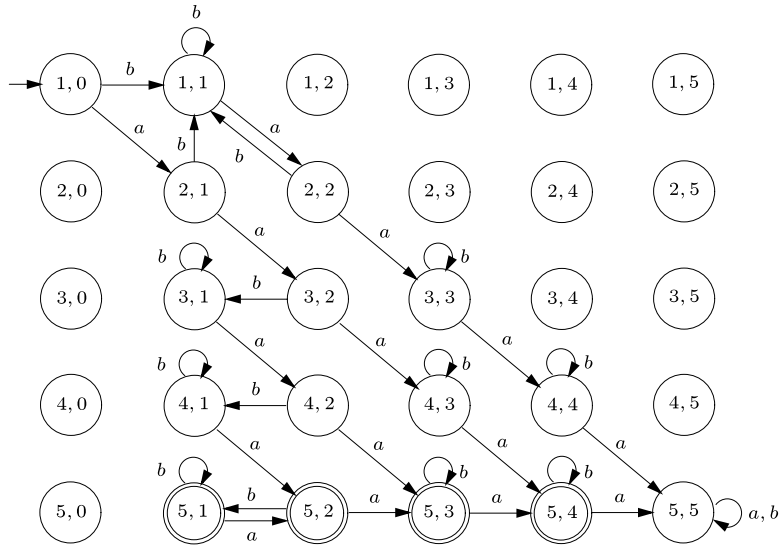 b
1, 0 b 1, 1 1, 2 1, 3 1, 4 1, 5
a a
b b
2, 0 2, 1 2, 2 2, 3 2, 4 2, 5
a a
b b
3, 0 3, 1 b 3, 2 3, 3 3, 4 3, 5
a a a
b b b
4, 0 4, 1 b 4, 2 4, 3 4, 4 4, 5
a a a a
b b b
5, 0 5, 1 b a 5, 2 a 5, 3 a 5, 4 a 5, 5 a, b